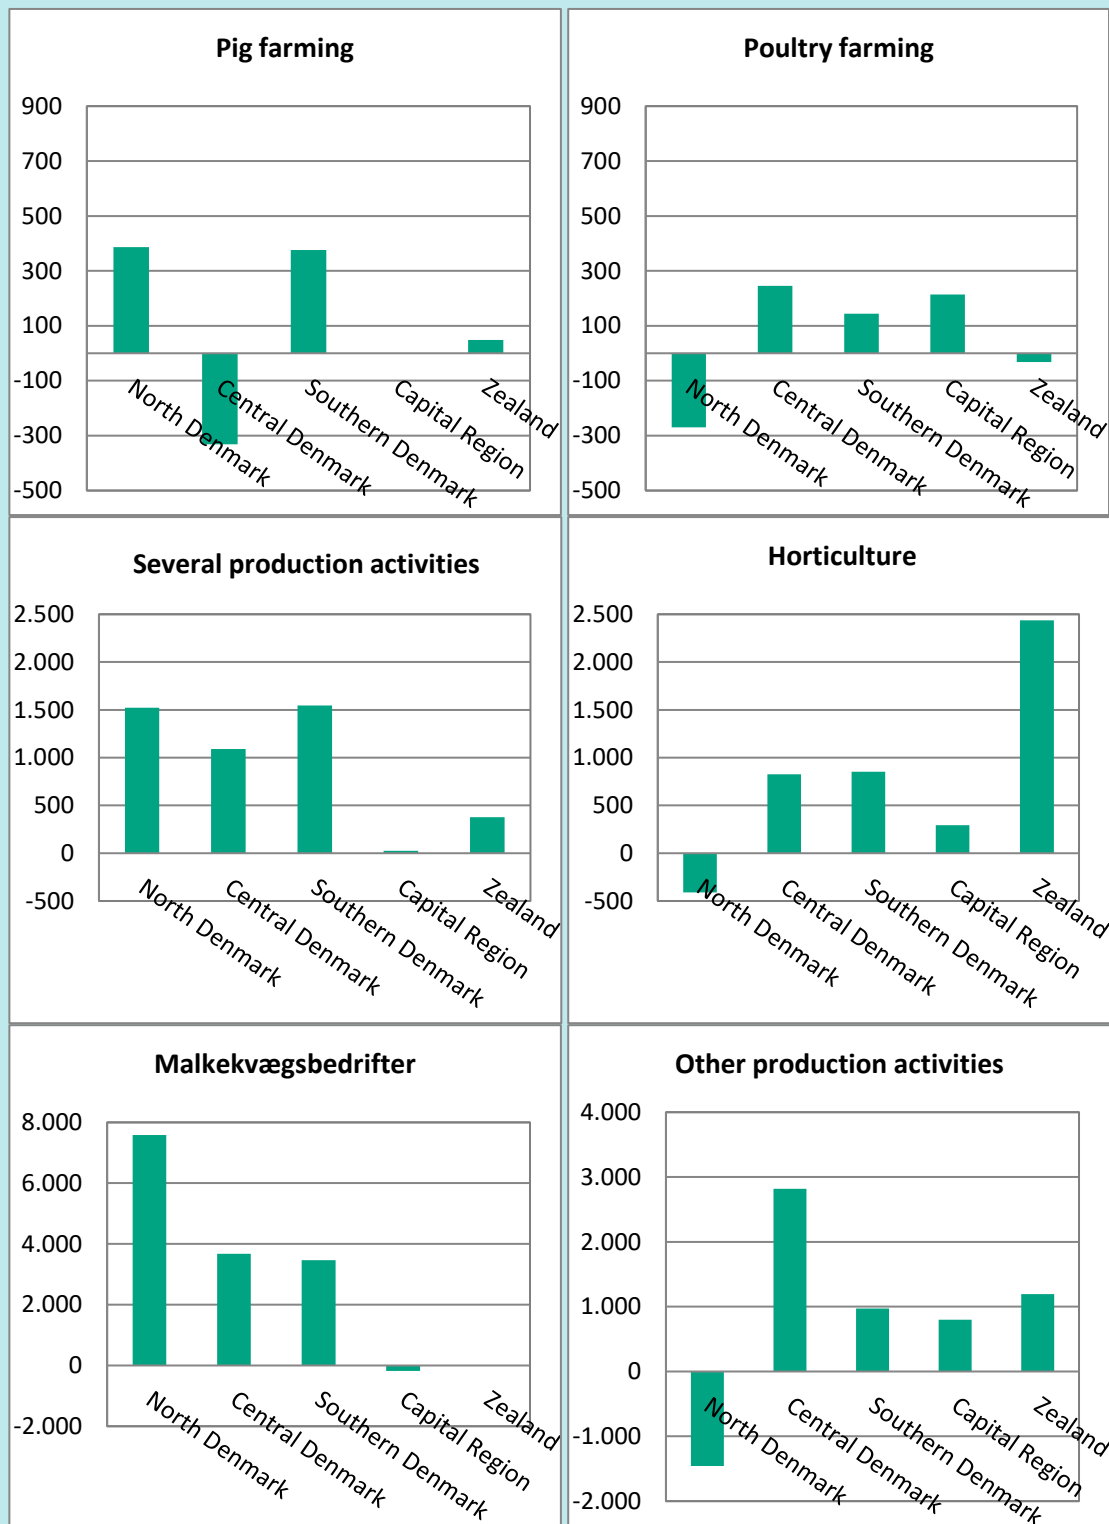 Pig farming
900
700
500
300
100
-100
-300
-500
North Denmark
Central Denmark
Southern Denmark
Capital Region
Zealand
Poultry farming
900
700
500
300
100
-100
-300
-500
North Denmark
Central Denmark
Southern Denmark
Capital Region
Zealand
Several production activities
2.500
2.000
1.500
1.000
500
0
-500
North Denmark
Central Denmark
Southern Denmark
Capital Region
Zealand
Horticulture
2.500
2.000
1.500
1.000
500
0
-500
North Denmark
Central Denmark
Southern Denmark
Capital Region
Zealand
Malkekvægsbedrifter
8.000
6.000
4.000
2.000
0
-2.000
North Denmark
Central Denmark
Southern Denmark
Capital Region
Zealand
Other production activities
4.000
3.000
2.000
1.000
0
-1.000
-2.000
North Denmark
Central Denmark
Southern Denmark
Capital Region
Zealand